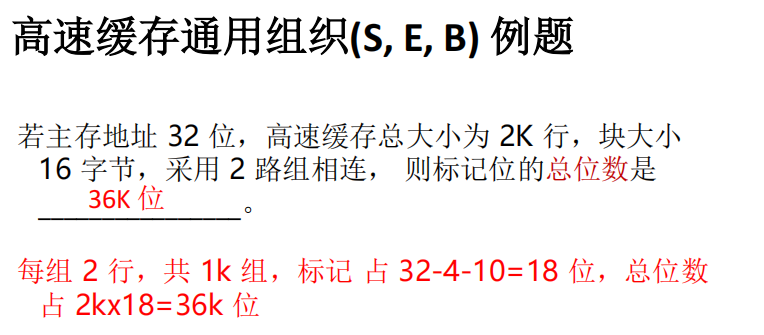 高速缓存通用组织(S, E, B) 例题
若主存地址 32 位，高速缓存总大小为 2K 行，块大小
16 字节，采用 2 路组相连， 则标记位的总位数是
36K 位
________________。
每组 2 行，共 1k 组，标记 占 32-4-10=18 位，总位数
占 2kx18=36k 位